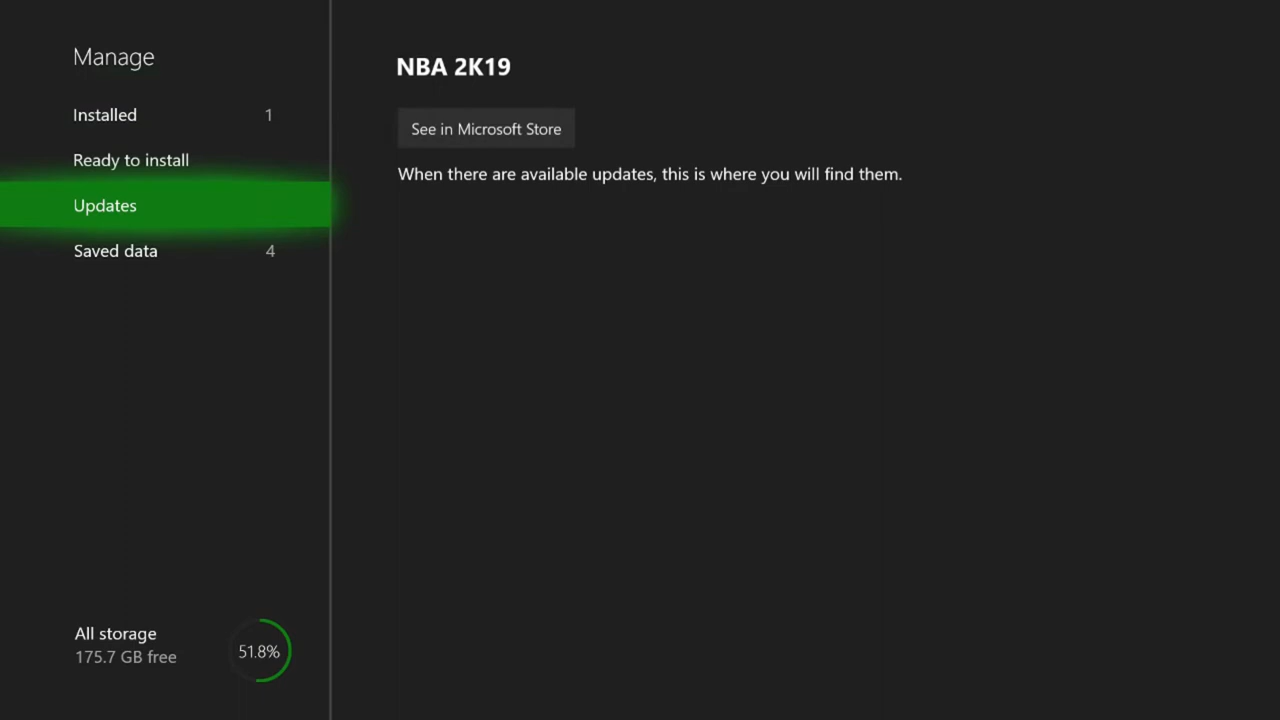 Manage
Installed 1
Ready to install
Updates
Saved data 4
All storage
175.7 GB free
51.8%
NBA 2K19
See in Microsoft Store
When there are available updates, this is where you will find them.